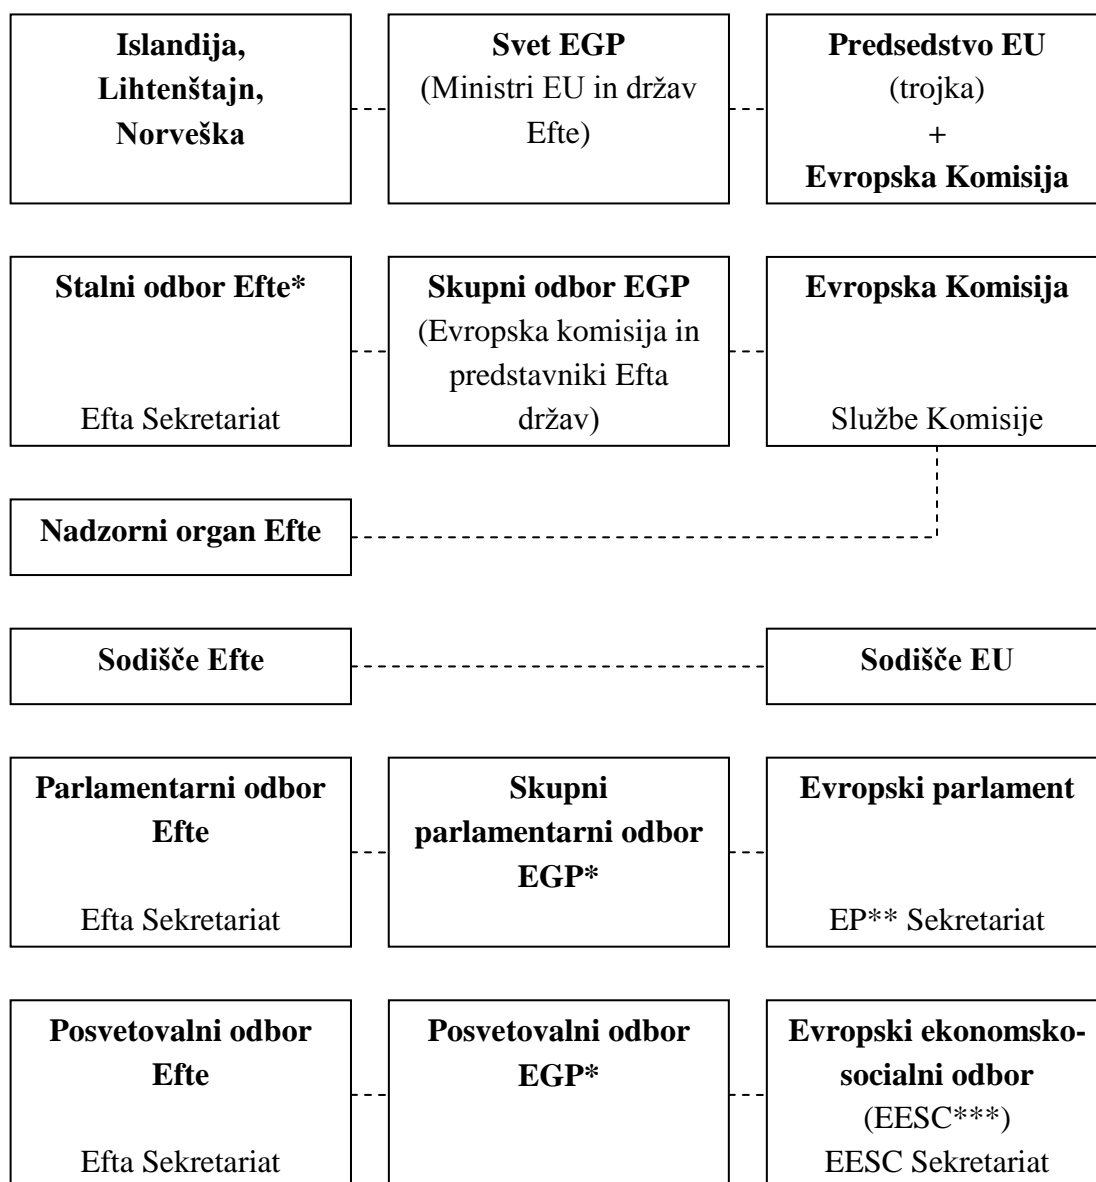 Islandija,
Lihtenštajn,
Norveška
Svet EGP
(Ministri EU in držav
Efte)
Predsedstvo EU
(trojka)
+
Evropska Komisija
Stalni odbor Efte*
Efta Sekretariat
Skupni odbor EGP
(Evropska komisija in
predstavniki Efta
držav)
Evropska Komisija
Službe Komisije
Nadzorni organ Efte
Sodišče Efte
Sodišče EU
Parlamentarni odbor
Efte
Efta Sekretariat
Skupni
parlamentarni odbor
EGP*
Evropski parlament
EP** Sekretariat
Posvetovalni odbor
Efte
Efta Sekretariat
Posvetovalni odbor
EGP*
Evropski ekonomsko-
socialni odbor
(EESC***)
EESC Sekretariat